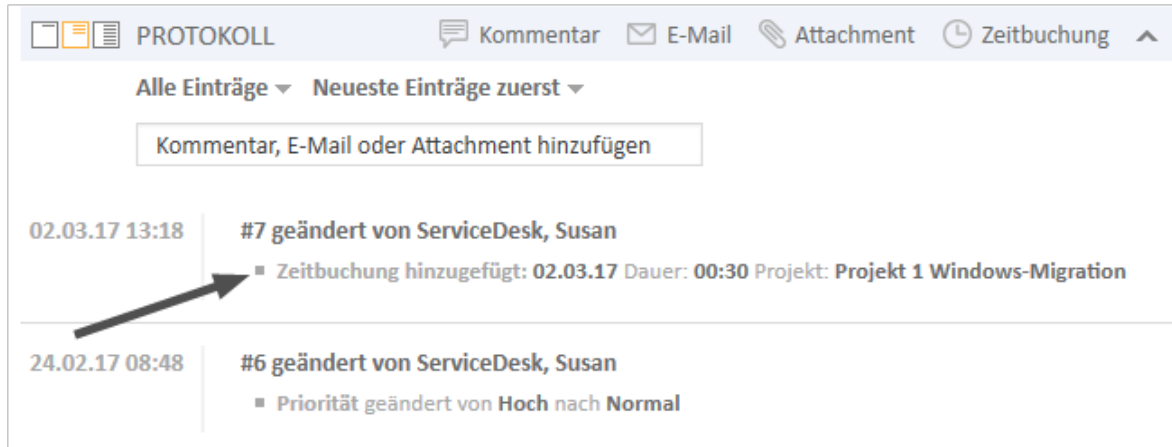 PROTOKOLL Kommentar E-Mail Attachment Zeitbuchung
Alle Einträge Neueste Einträge zuerst
Kommentar, E-Mail oder Attachment hinzufügen
02.03.17 13:18 #7 geändert von ServiceDesk, Susan
Zeitbuchung hinzugefügt: 02.03.17 Dauer: 00:30 Projekt: Projekt 1 Windows-Migration
24.02.17 08:48 #6 geändert von ServiceDesk, Susan
Priorität geändert von Hoch nach Normal